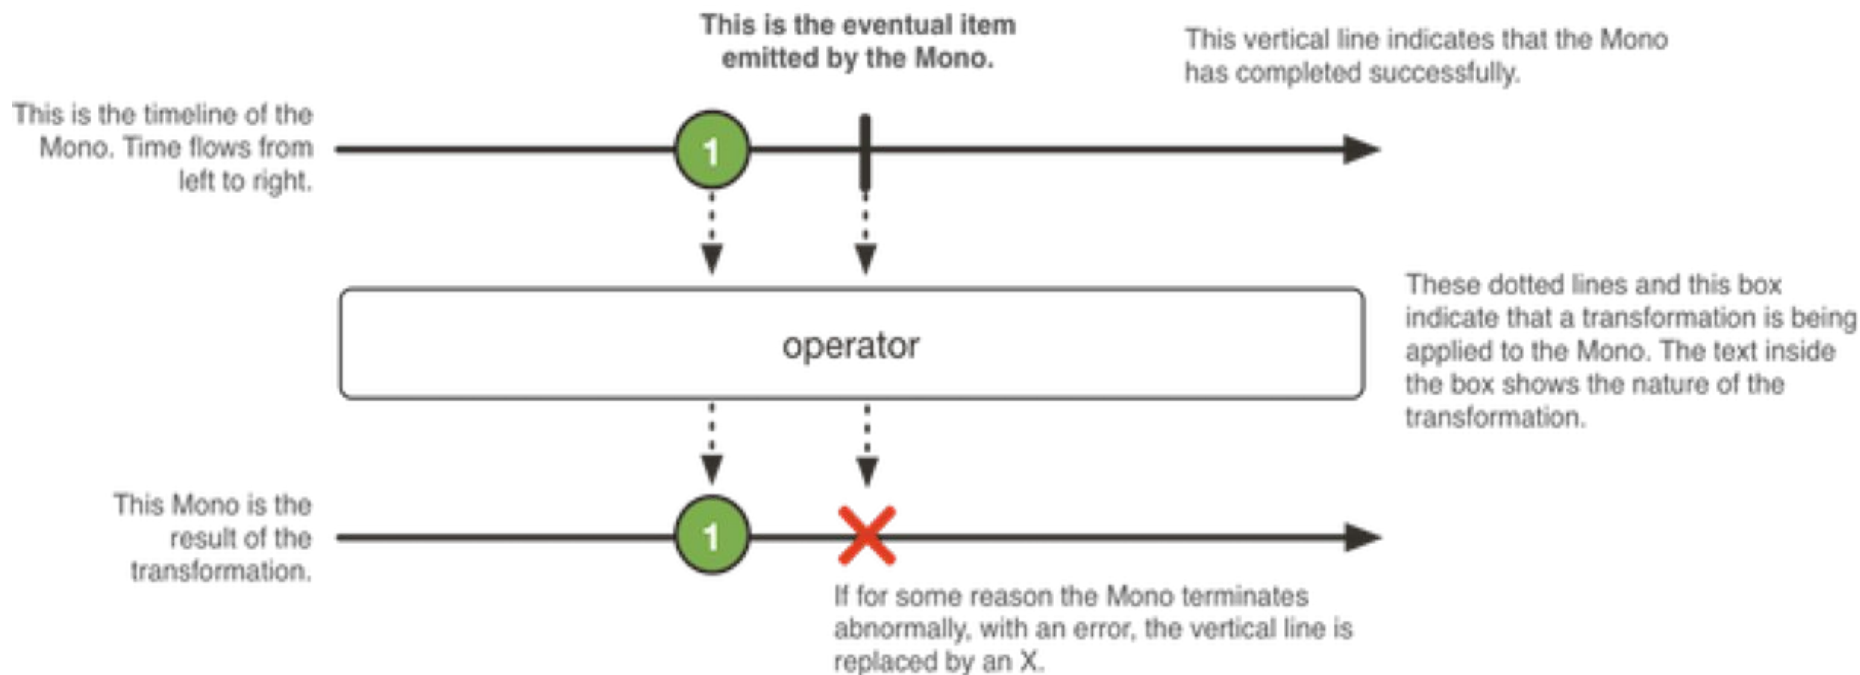 This is the eventual item
emitted by the Mono.
This vertical line indicates that the Mono
has completed successfully.
This is the timeline of the
Mono. Time flows from
left to right.
1
These dotted lines and this box
indicate that a transformation is being
applied to the Mono. The text inside
the box shows the nature of the
transformation.
operator
This Mono is the
result of the
transformation.
1
If for some reason the Mono terminates
abnormally, with an error, the vertical line is
replaced by an X.